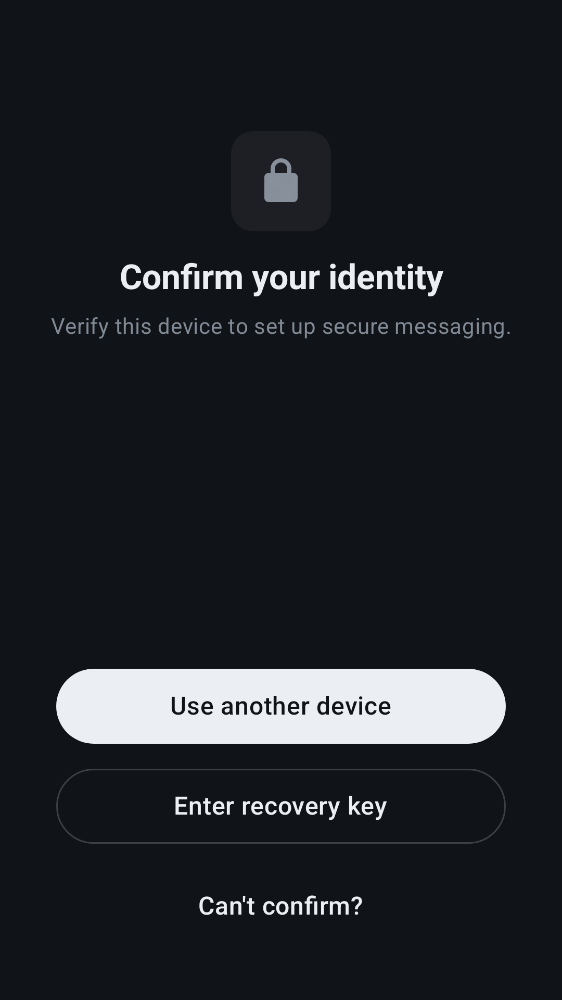 Confirm your identity
Verify this device to set up secure messaging.
Use another device
Enter recovery key
Can't confirm?